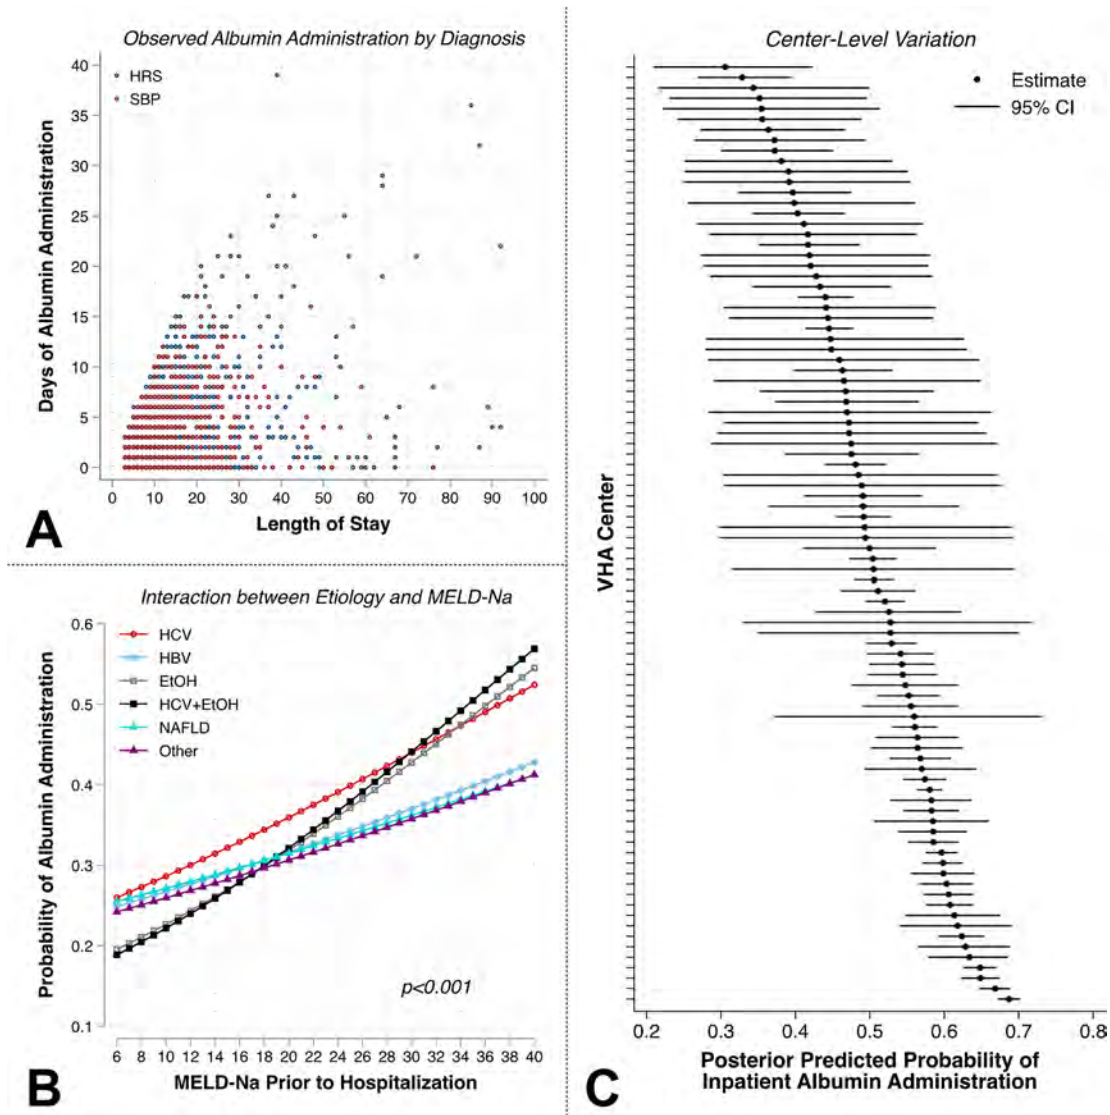 Observed Albumin Administration by Diagnosis
40
35
30
25
20
15
10
5
0
HRS
SBP
Days of Albumin Administration
0 10 20 30 40 50 60 70 80 90 100
Length of Stay
A
Interaction between Etiology and MELD-Na
0.6
0.5
0.4
0.3
0.2
0.1
HCV
HBV
EtOH
HCV+EtOH
NAFLD
Other
Probability of Albumin Administration
p<0.001
6 8 10 12 14 16 18 20 22 24 26 28 30 32 34 36 38 40
MELD-Na Prior to Hospitalization
B
Center-Level Variation
Estimate
95% CI
VHA Center
0.2 0.3 0.4 0.5 0.6 0.7 0.8
Posterior Predicted Probability of
Inpatient Albumin Administration
C